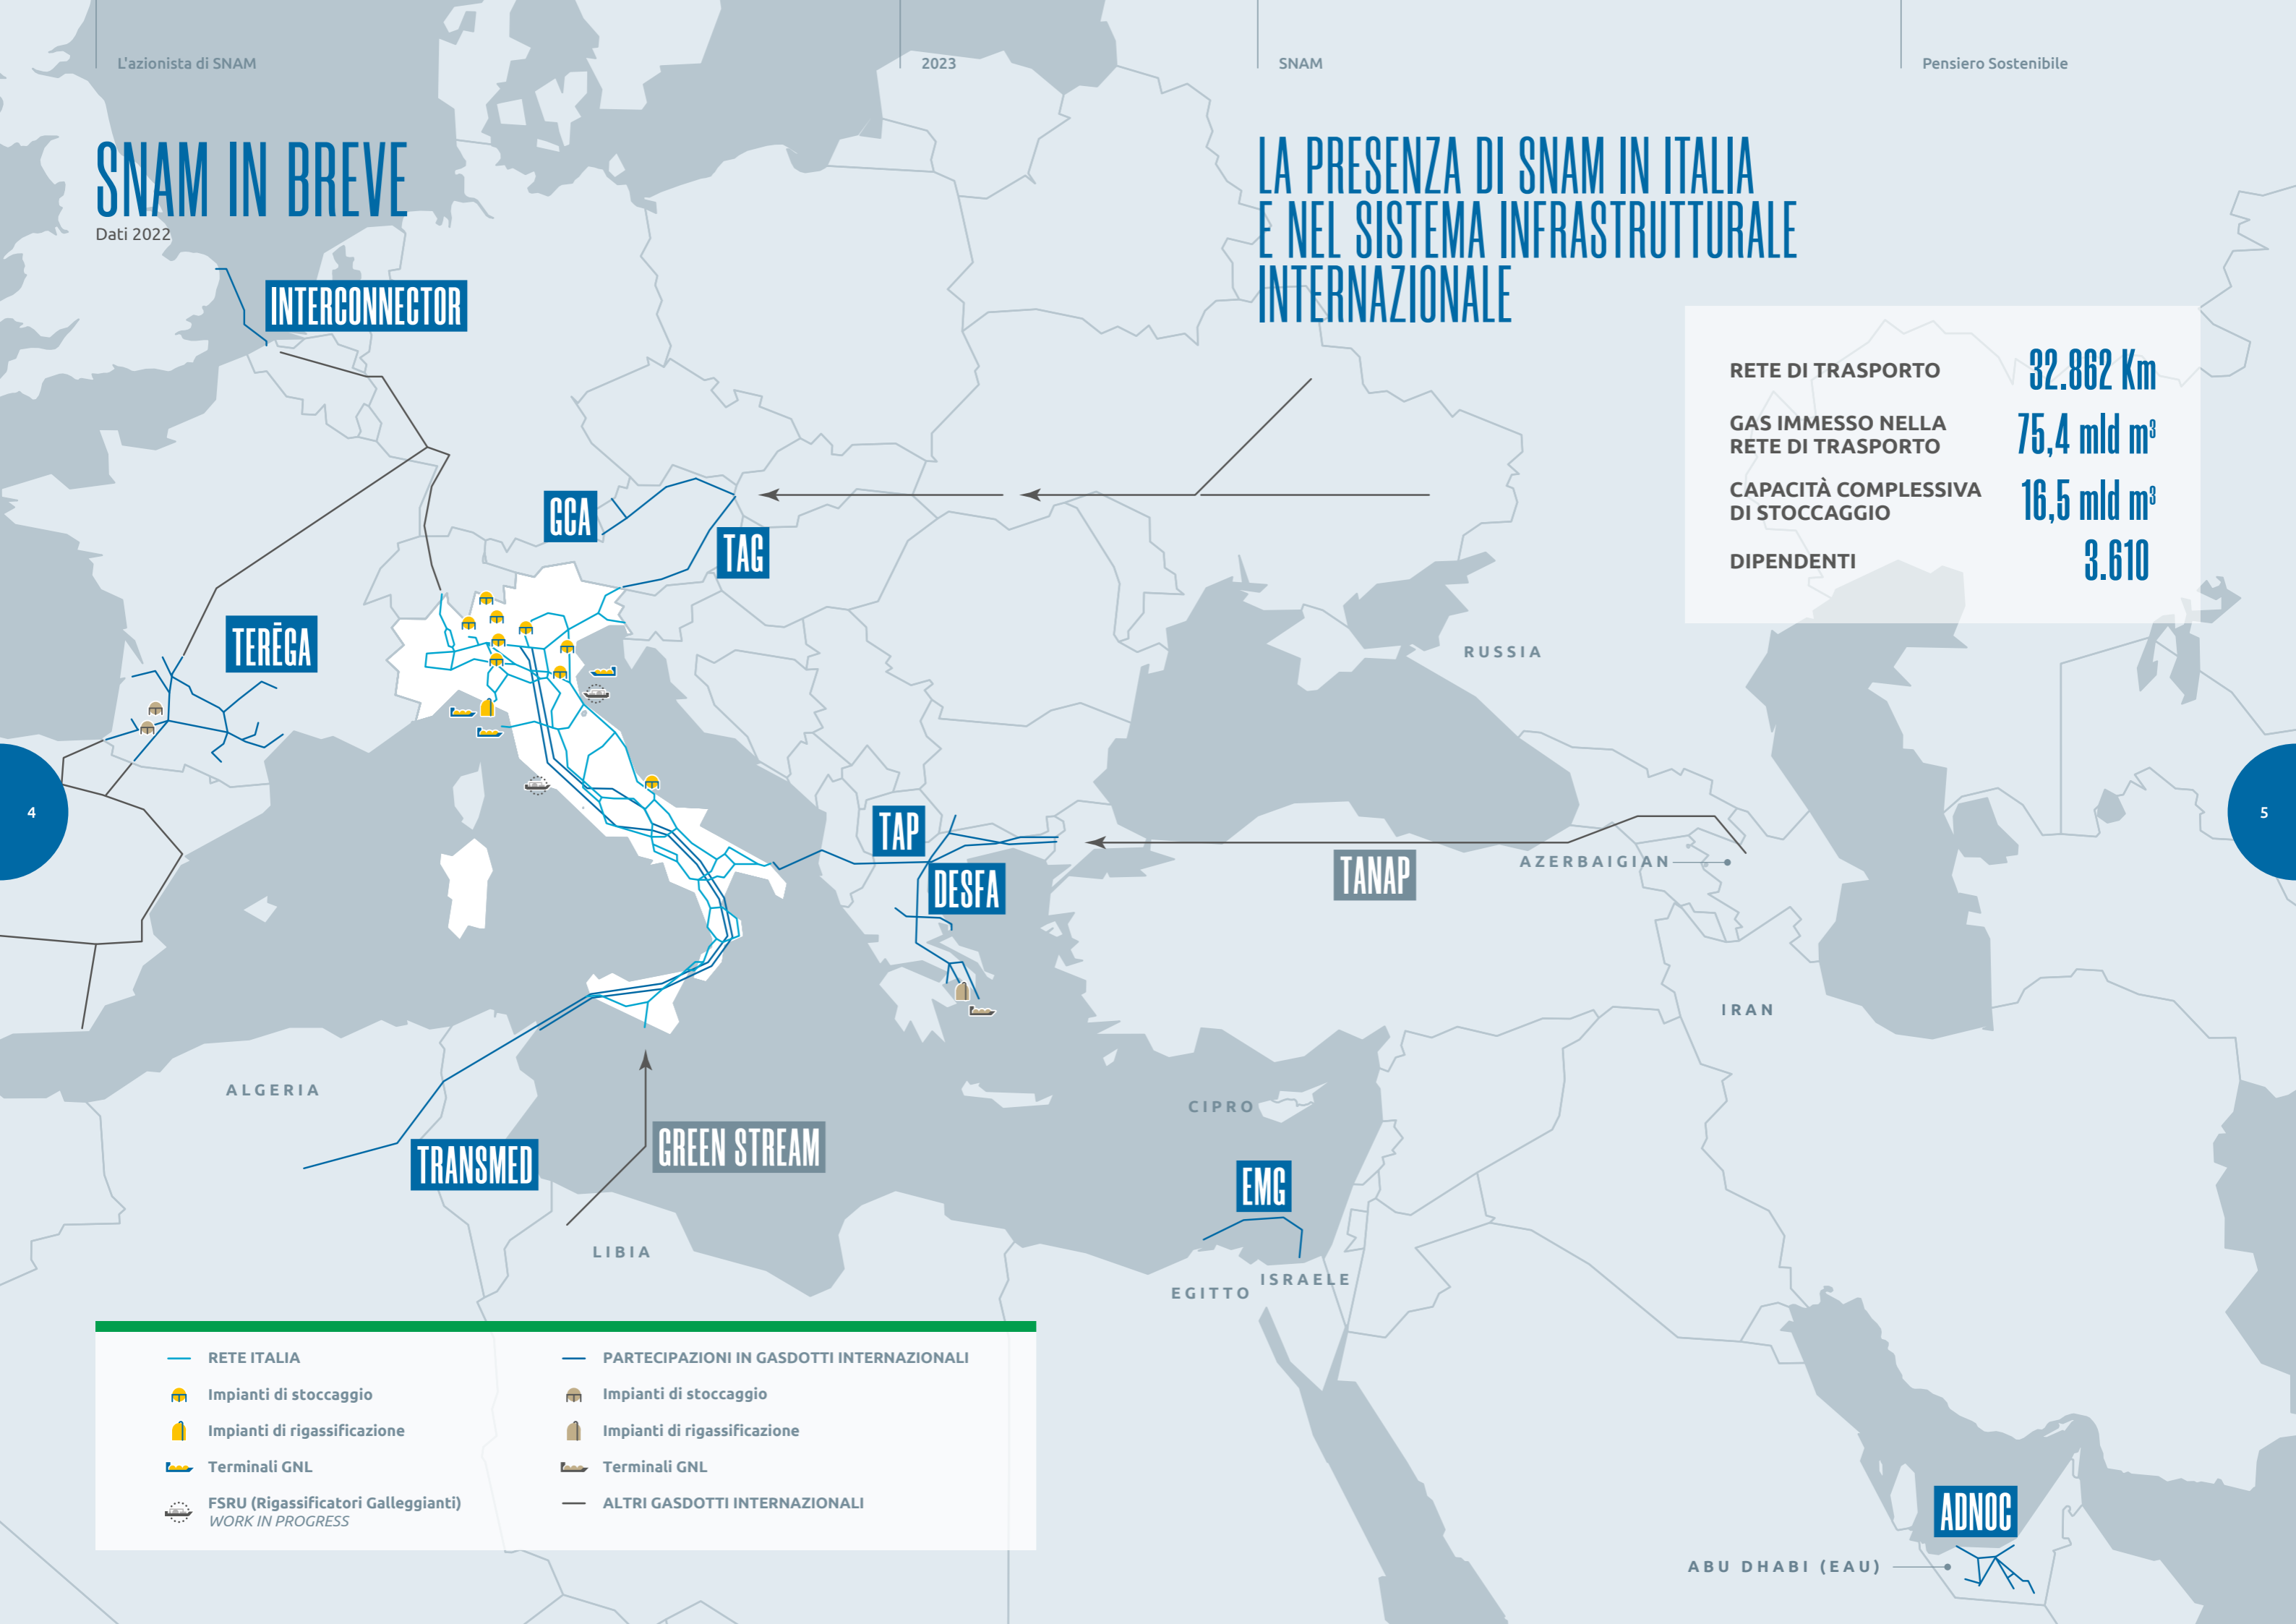 L'azionista di SNAM
2023
SNAM
Pensiero Sostenibile
SNAM IN BREVE
Dati 2022
LA PRESENZA DI SNAM IN ITALIA
E NEL SISTEMA INFRASTRUTTURALE
INTERNAZIONALE
RETE DI TRASPORTO
32.862 Km
GAS IMMESSO NELLA
RETE DI TRASPORTO
75,4 mld m³
CAPACITÀ COMPLESSIVA
DI STOCCAGGIO
16,5 mld m³
DIPENDENTI
3.610
INTERCONNECTOR
GCA
TAG
TERĒGA
RUSSIA
4
5
TAP
DESFA
TANAP
AZERBAIGIAN
IRAN
ALGERIA
CIPRO
TRANSMED
GREEN STREAM
EMG
LIBIA
ISRAELE
EGITTO
RETE ITALIA
Impianti di stoccaggio
Impianti di rigassificazione
Terminali GNL
FSRU (Rigassificatori Galleggianti)
WORK IN PROGRESS
PARTECIPAZIONI IN GASDOTTI INTERNAZIONALI
Impianti di stoccaggio
Impianti di rigassificazione
Terminali GNL
ALTRI GASDOTTI INTERNAZIONALI
ADNOC
ABU DHABI (EAU)